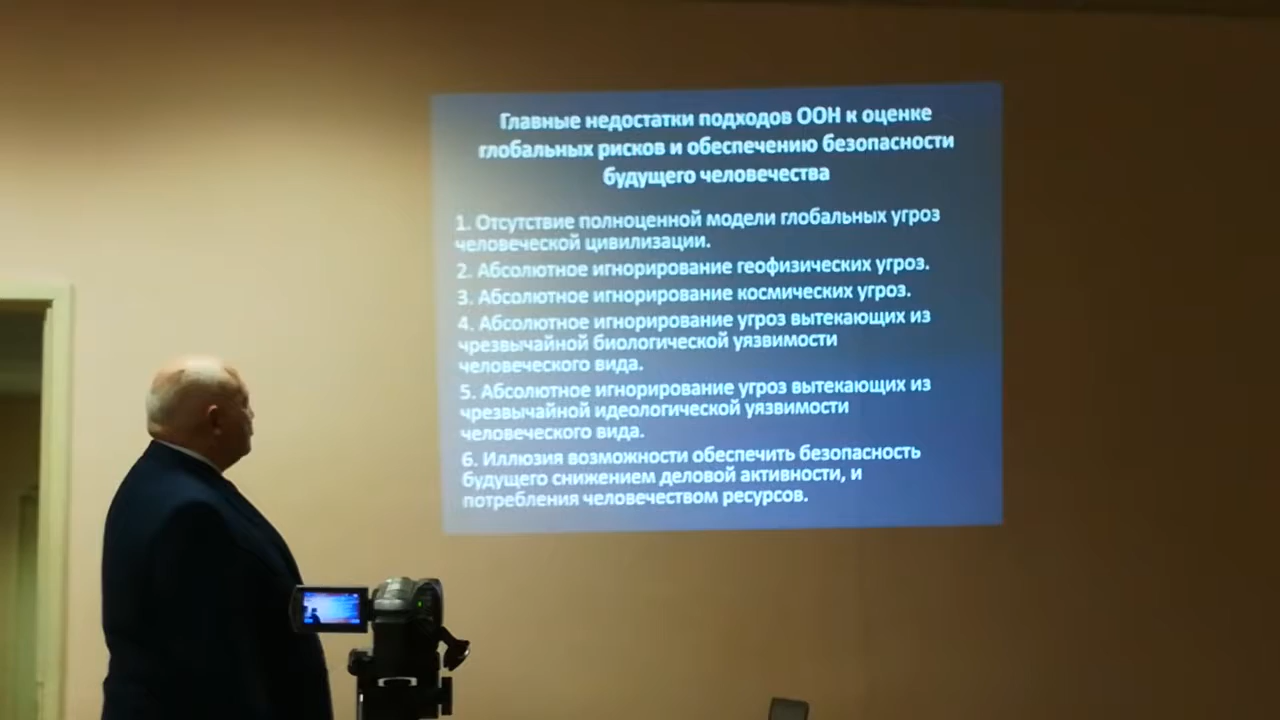 Главные недостатки подходов ООН к оценке
глобальных рисков и обеспечению безопасности
будущего человечества
1. Отсутствие полноценной модели глобальных угроз
человеческой цивилизации.
2. Абсолютное игнорирование геофизических угроз.
3. Абсолютное игнорирование космических угроз.
4. Абсолютное игнорирование угроз вытекающих из
чрезвычайной биологической уязвимости
человеческого вида.
5. Абсолютное игнорирование угроз вытекающих из
чрезвычайной идеологической уязвимости
человеческого вида.
6. Иллюзия возможности обеспечить безопасность
будущего снижением деловой активности, и
потребления человечеством ресурсов.